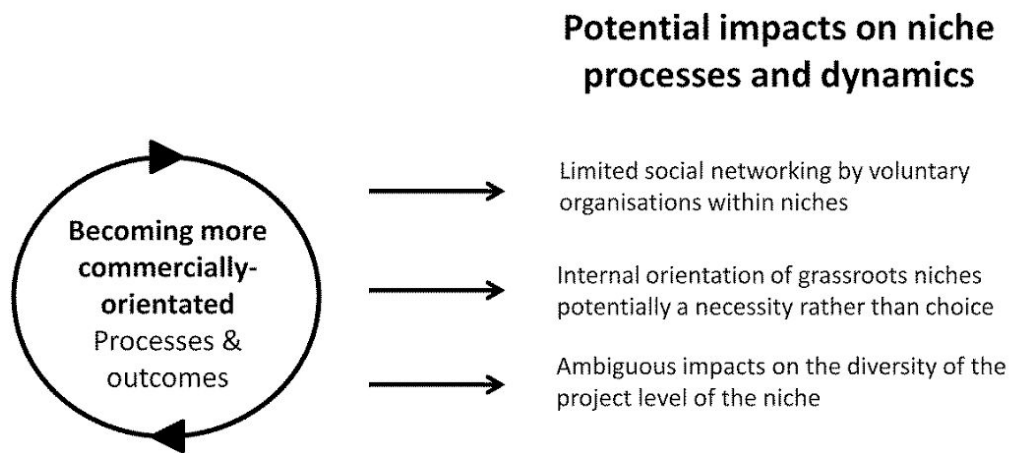 Potential impacts on niche
processes and dynamics
Becoming more
commercially-
orientated
Processes &
outcomes
Limited social networking by voluntary
organisations within niches
Internal orientation of grassroots niches
potentially a necessity rather than choice
Ambiguous impacts on the diversity of the
project level of the niche